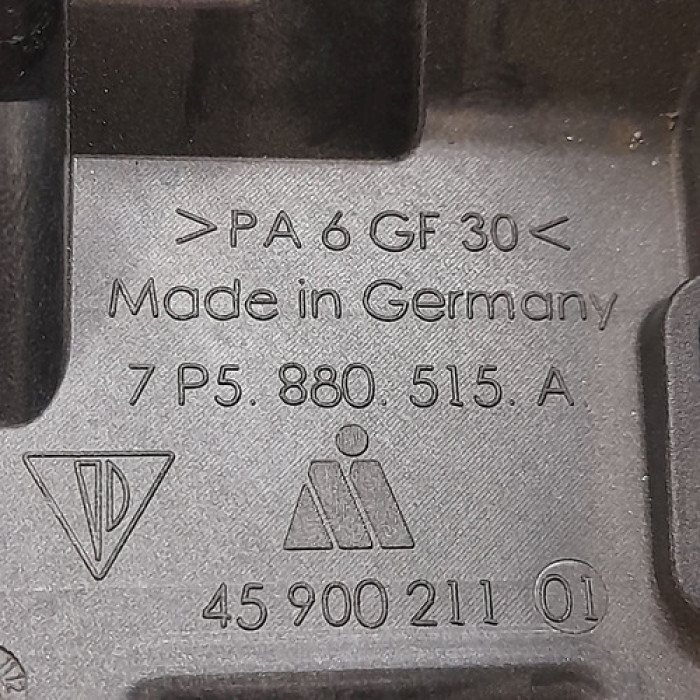 >PA 6 GF 30<
Made in Germany
7 P5. 880. 515. A.
45 900 211 01